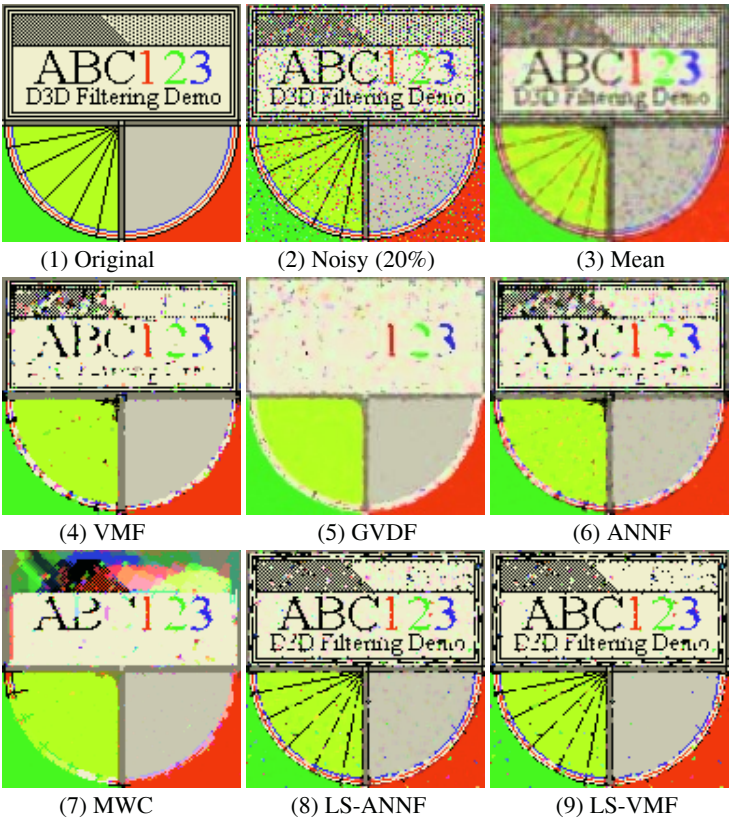 ABC123
D3D Filtering Demo
(1) Original
ABC123
D3D Filtering Demo
(2) Noisy (20%)
ABC123
D3D Filtering Demo
(3) Mean
ABC123
(4) VMF
123
(5) GVDF
ABC123
(6) ANNF
AB 123
(7) MWC
ABC123
D3D Filtering Demo
(8) LS-ANNF
ABC123
D3D Filtering Demo
(9) LS-VMF